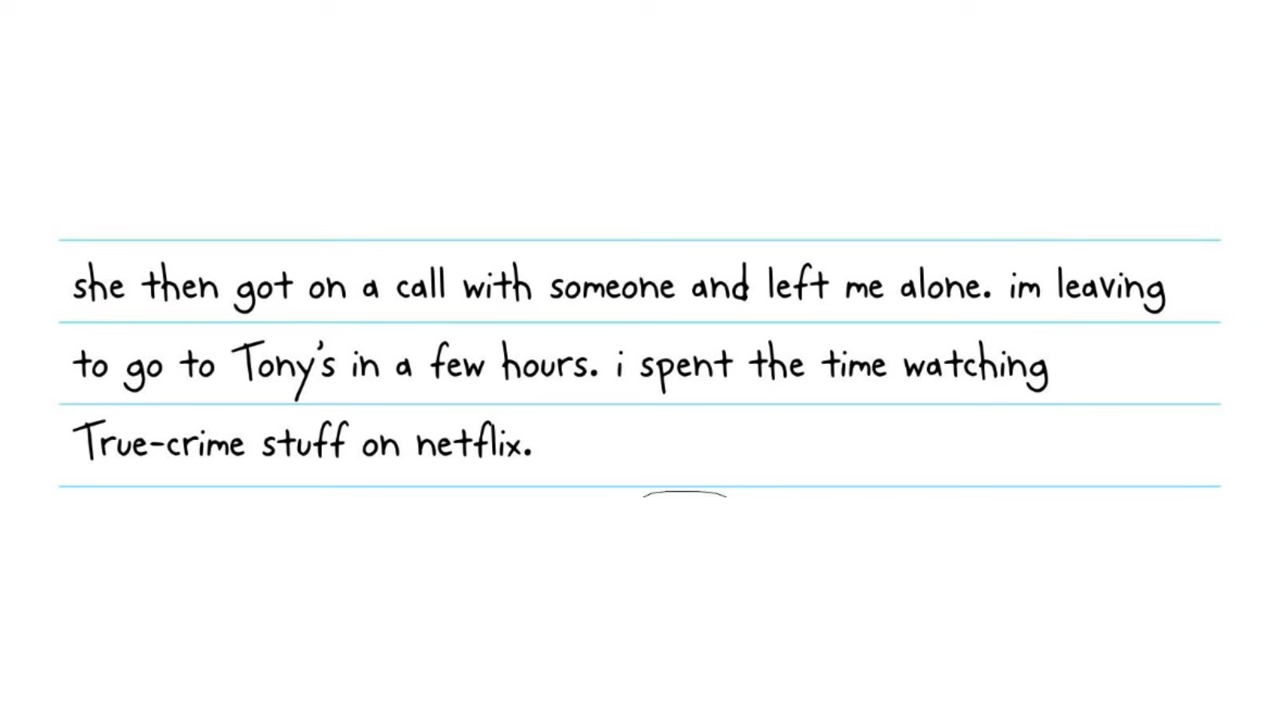 she then got on a call with someone and left me alone. im leaving
to go to Tony's in a few hours. i spent the time watching
True-crime stuff on netflix.